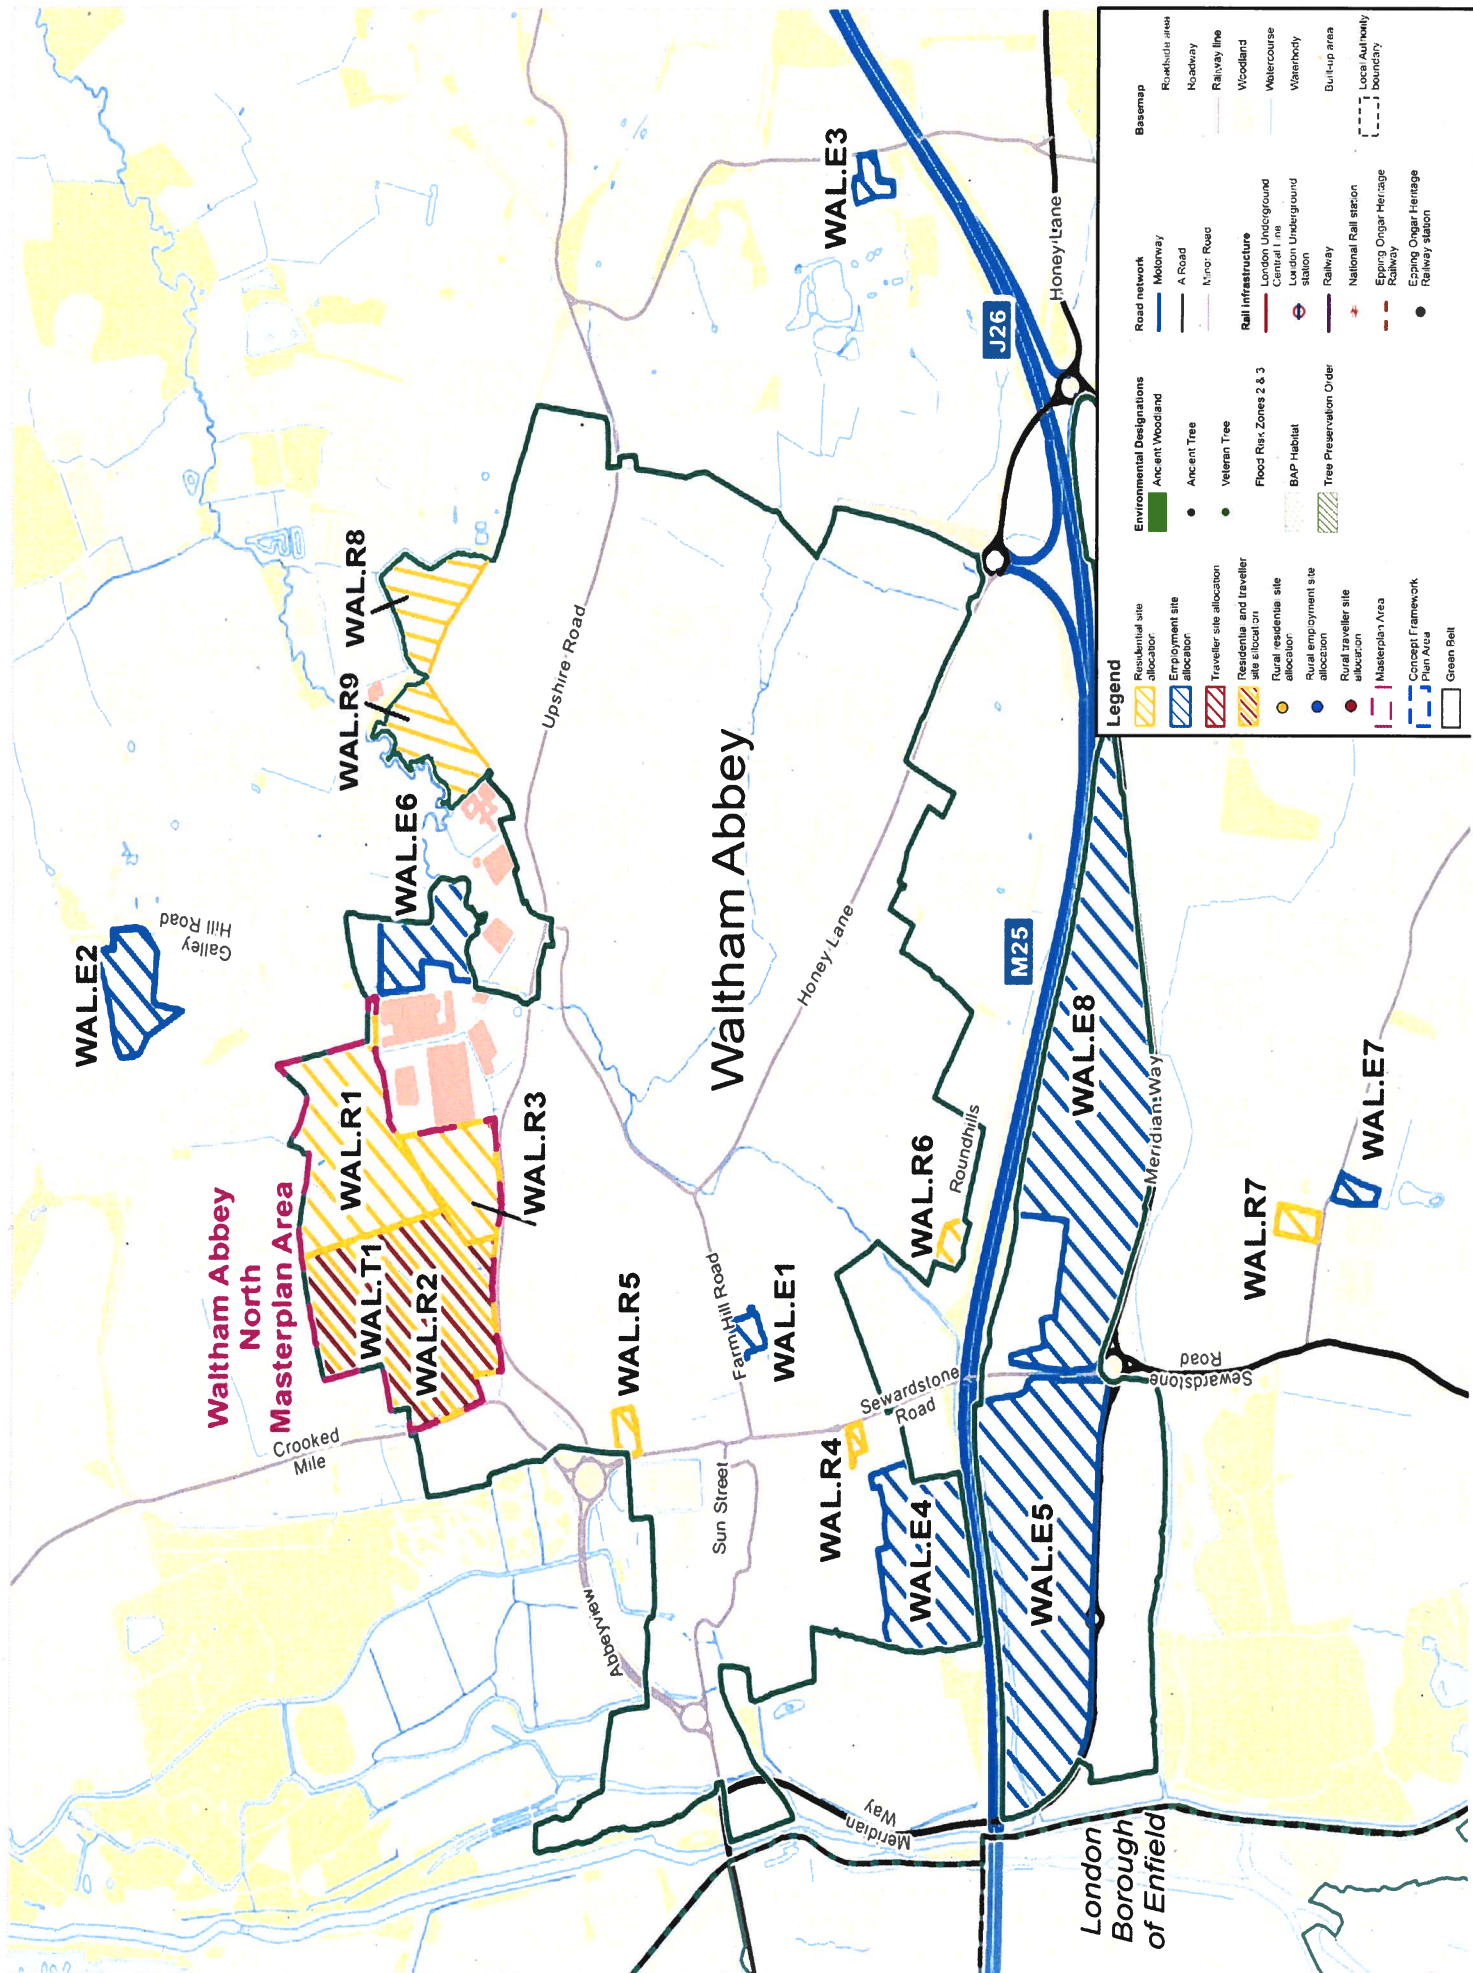 WAL.E2
Galley
Hill Road
WAL.R8
WAL.R9
WAL.E6
Waltham Abbey
North
Masterplan Area
Crooked
Mile
WAL.R1
WAL.T1
WAL.R2
WAL.R3
Upshire Road
WAL.R5
Abbeyview
Sun Street
Farm Hill Road
WAL.E1
Waltham Abbey
Honey Lane
WAL.E3
WAL.R4
Sewardstone
Road
WAL.R6
Roundhills
WAL.E4
Meridian
Way
M25
J26
Honey Lane
WAL.E5
WAL.E8
Meridian Way
Sewardstone
Road
WAL.R7
WAL.E7
London
Borough
of Enfield
Legend
Residential site
allocation
Employment site
allocation
Traveller site allocation
Residential and traveller
site allocation
Rural residential site
allocation
Rural employment site
allocation
Rural traveller site
allocation
Masterplan Area
Concept Framework
Plan Area
Green Belt
Environmental Designations
Ancient Woodland
Ancient Tree
Veteran Tree
Flood Risk Zones 2 & 3
BAP Habitat
Tree Preservation Order
Road network
Motorway
A Road
Minor Road
Rail infrastructure
London Underground
Central Line
London Underground
station
Railway
National Rail station
Epping Ongar Heritage
Railway
Epping Ongar Heritage
Railway station
Basemap
Roadside area
Roadway
Railway line
Woodland
Watercourse
Waterbody
Built-up area
Local Authority
boundary